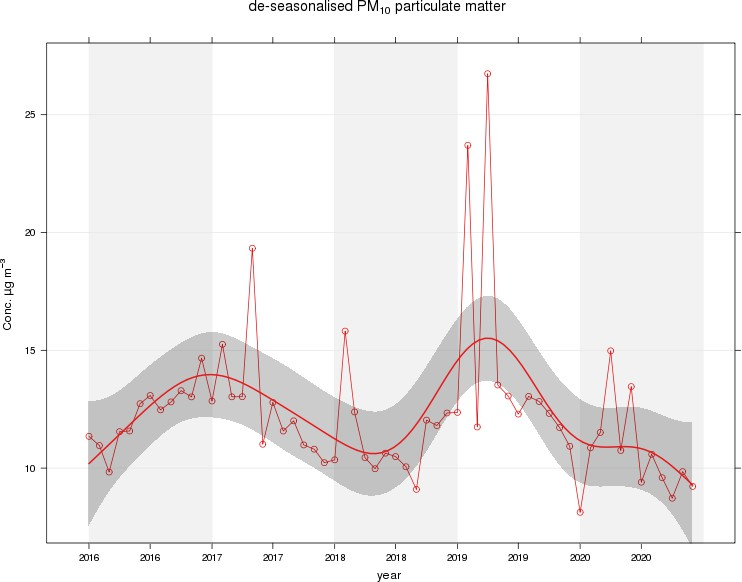 de-seasonalised PM₁₀ particulate matter
Conc. µg m⁻³
25
20
15
10
2016 2016 2017 2017 2018 2018 2019 2019 2020 2020
year